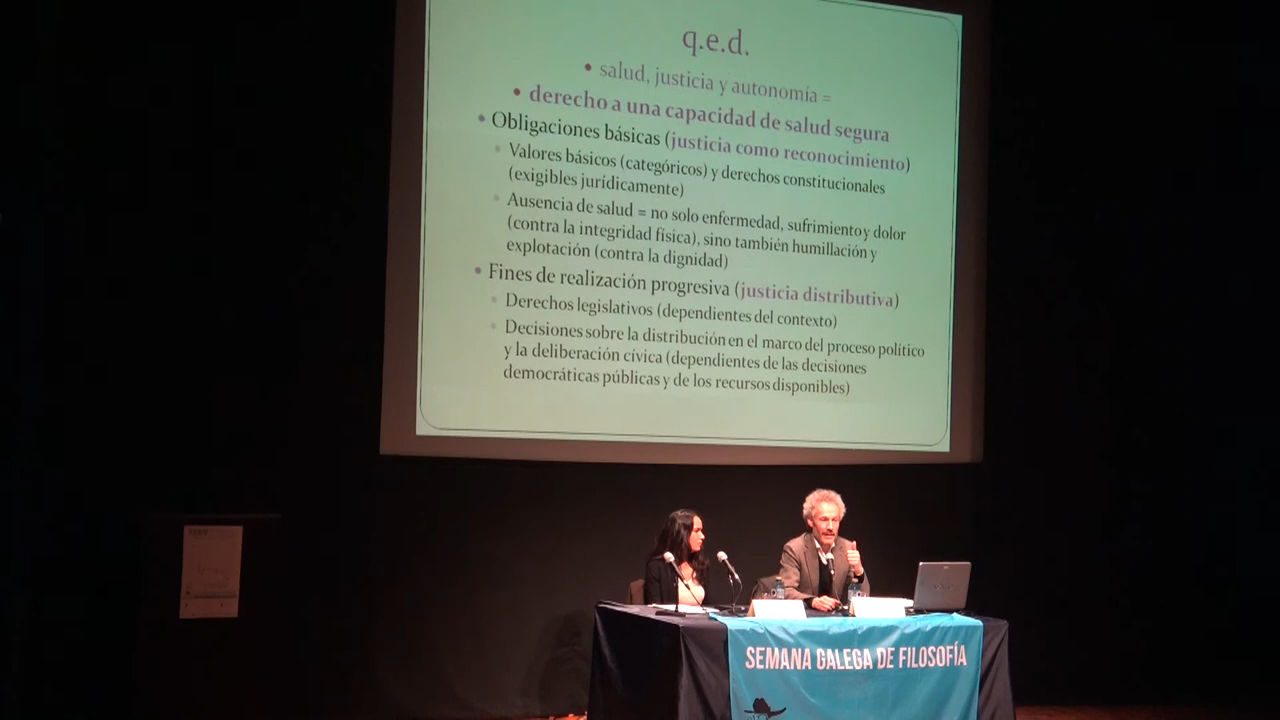 q.e.d.
• salud, justicia y autonomía =
• derecho a una capacidad de salud segura
• Obligaciones básicas (justicia como reconocimiento)
• Valores básicos (categóricos) y derechos constitucionales
(exigibles jurídicamente)
• Ausencia de salud = no solo enfermedad, sufrimiento y dolor
(contra la integridad física), sino también humillación y
explotación (contra la dignidad)
• Fines de realización progresiva (justicia distributiva)
• Derechos legislativos (dependientes del contexto)
• Decisiones sobre la distribución en el marco del proceso político
y la deliberación cívica (dependientes de las decisiones
democráticas públicas y de los recursos disponibles)
SEMANA GALEGA DE FILOSOFÍA